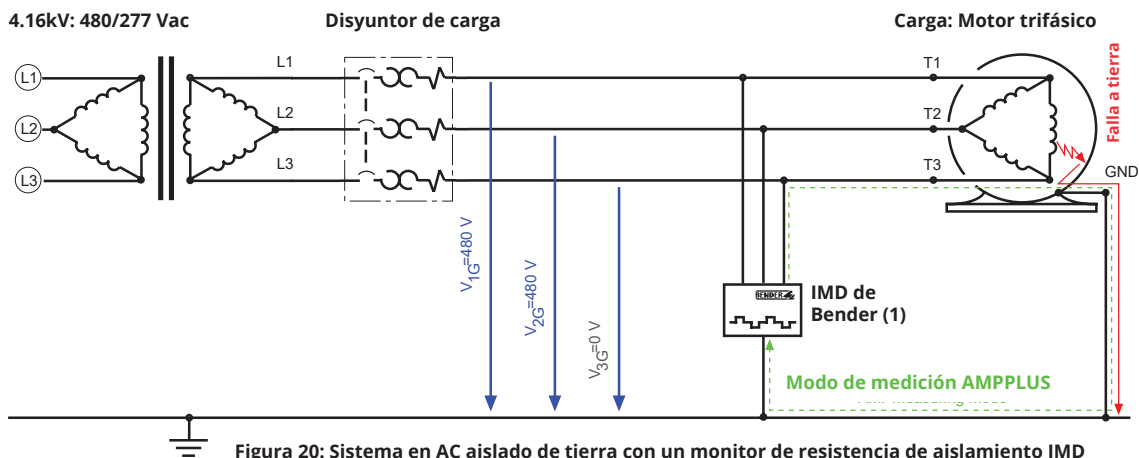 4.16kV: 480/277 Vac
Disyuntor de carga
Carga: Motor trifásico
L1
L2
L3
L1
L2
L3
T1
T2
T3
Falla a tierra
GND
V1G=480 V
V2G=480 V
V3G=0 V
BENDER
IMD de
Bender (1)
Modo de medición AMPPLUS
Figura 20: Sistema en AC aislado de tierra con un monitor de resistencia de aislamiento IMD